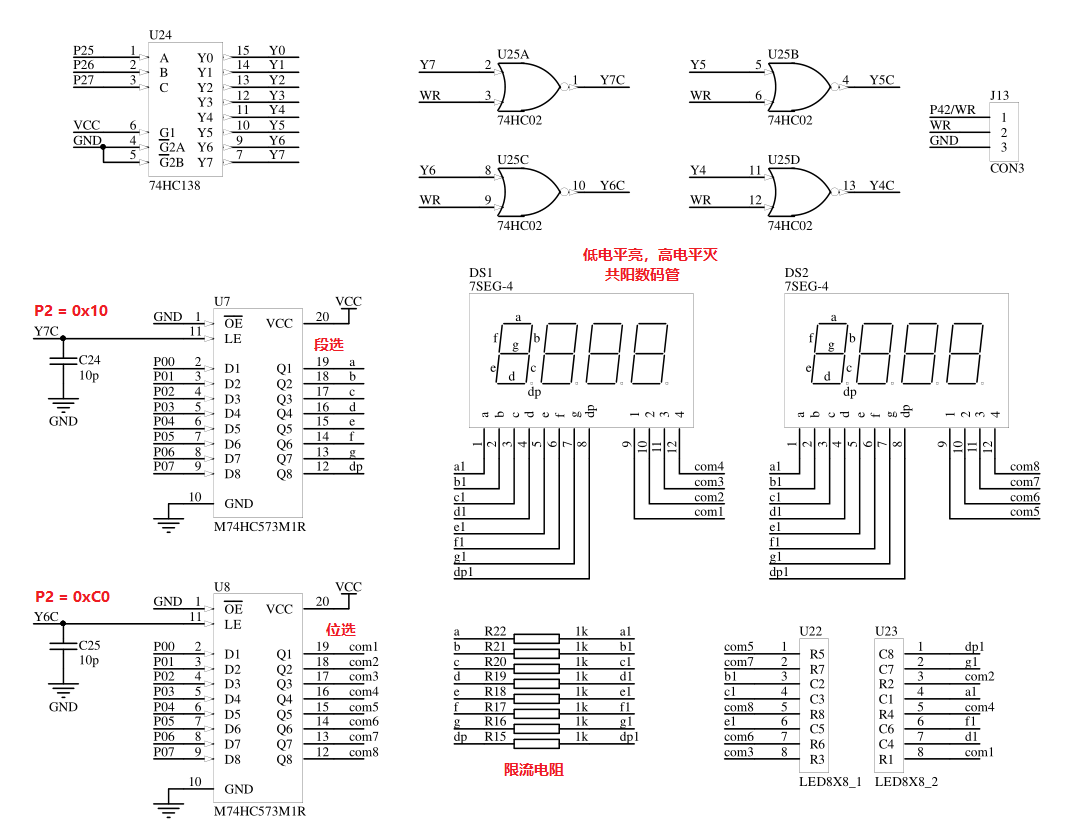 U24
P25 1 A Y0 15 Y0
P26 2 B Y1 14 Y1
P27 3 C Y2 13 Y2
Y3 12 Y3
Y4 11 Y4
VCC 6 G1 Y5 10 Y5
GND 4 G2A Y6 9 Y6
5 G2B Y7 7 Y7
74HC138
U25A
Y7 2
1 Y7C
WR 3
74HC02
U25B
Y5 5
4 Y5C
WR 6
74HC02
U25C
Y6 8
10 Y6C
WR 9
74HC02
U25D
Y4 11
13 Y4C
WR 12
74HC02
J13
P42/WR 1
WR 2
GND 3
CON3
低电平亮，高电平灭
共阳数码管
P2 = 0x10
Y7C
C24
10p
GND
U7
VCC
GND 1 OE VCC 20
11 LE
段选
P00 2 D1 Q1 19 a
P01 3 D2 Q2 18 b
P02 4 D3 Q3 17 c
P03 5 D4 Q4 16 d
P04 6 D5 Q5 15 e
P05 7 D6 Q6 14 f
P06 8 D7 Q7 13 g
P07 9 D8 Q8 12 dp
10 GND
M74HC573M1R
DS1
7SEG-4
a
f b
g
e c
d
dp
a b c d e f g dp 1 2 3 4
1 2 3 4 5 6 7 8 9 10 11 12
a1 com4
b1 com3
c1 com2
d1 com1
e1
f1
g1
dp1
DS2
7SEG-4
a
f b
g
e c
d
dp
a b c d e f g dp 1 2 3 4
1 2 3 4 5 6 7 8 9 10 11 12
a1 com8
b1 com7
c1 com6
d1 com5
e1
f1
g1
dp1
P2 = 0xC0
Y6C
C25
10p
GND
U8
VCC
GND 1 OE VCC 20
11 LE
位选
P00 2 D1 Q1 19 com1
P01 3 D2 Q2 18 com2
P02 4 D3 Q3 17 com3
P03 5 D4 Q4 16 com4
P04 6 D5 Q5 15 com5
P05 7 D6 Q6 14 com6
P06 8 D7 Q7 13 com7
P07 9 D8 Q8 12 com8
10 GND
M74HC573M1R
a R22 1k a1
b R21 1k b1
c R20 1k c1
d R19 1k d1
e R18 1k e1
f R17 1k f1
g R16 1k g1
dp R15 1k dp1
限流电阻
U22
com5 1 R5
com7 2 R7
b1 3 C2
c1 4 C3
com8 5 R8
e1 6 C5
com6 7 R6
com3 8 R3
LED8X8_1
U23
C8 1 dp1
C7 2 g1
R2 3 com2
C1 4 a1
R4 5 com4
C6 6 f1
C4 7 d1
R1 8 com1
LED8X8_2